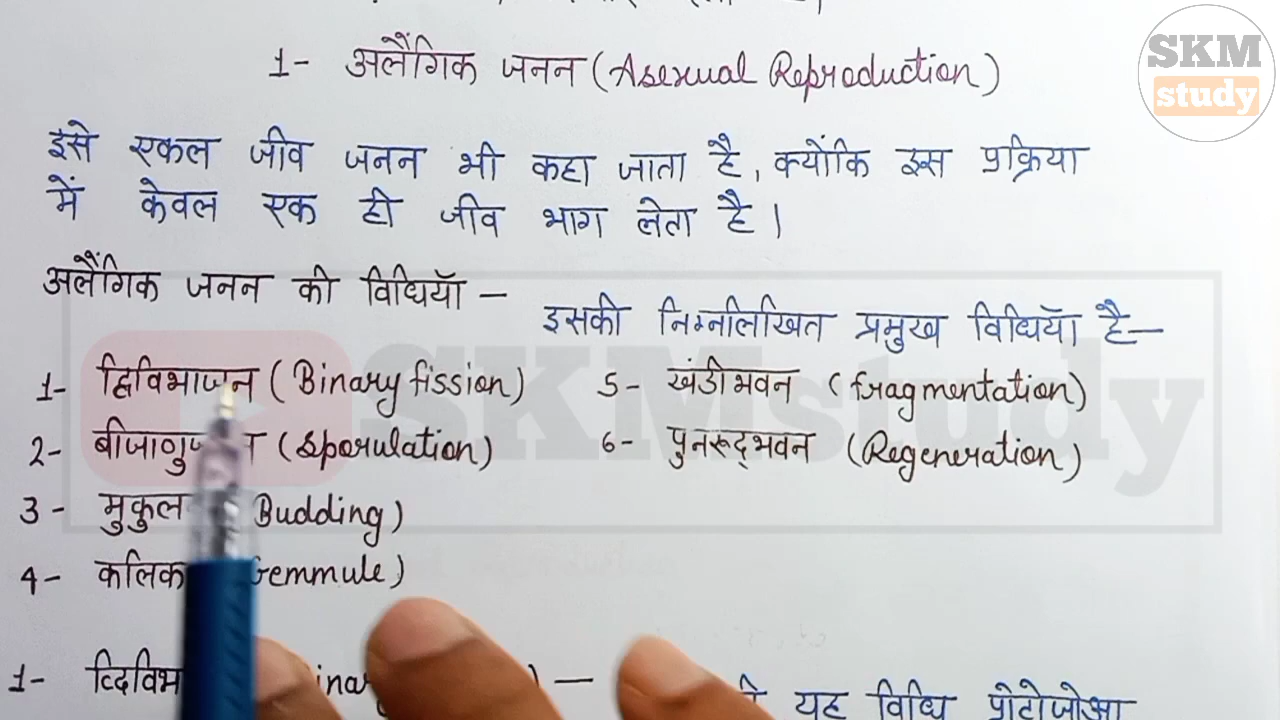 SKM
study
1- अलैंगिक जनन (Asexual Reproduction)
इसे एकल जीव जनन भी कहा जाता है, क्योंकि इस प्रक्रिया
में केवल एक ही जीव भाग लेता है।
अलैंगिक जनन की विधियाँ –
इसकी निम्नलिखित प्रमुख विधियाँ है–
1- द्विविभाजन (Binary fission)
2- (Sporulation)
3- Budding)
4-
5- खंडीभवन (fragmentation)
6- पुनरूद्भवन (Regeneration)
SKMstudy
1- — यह विधि प्रोटोजोआ